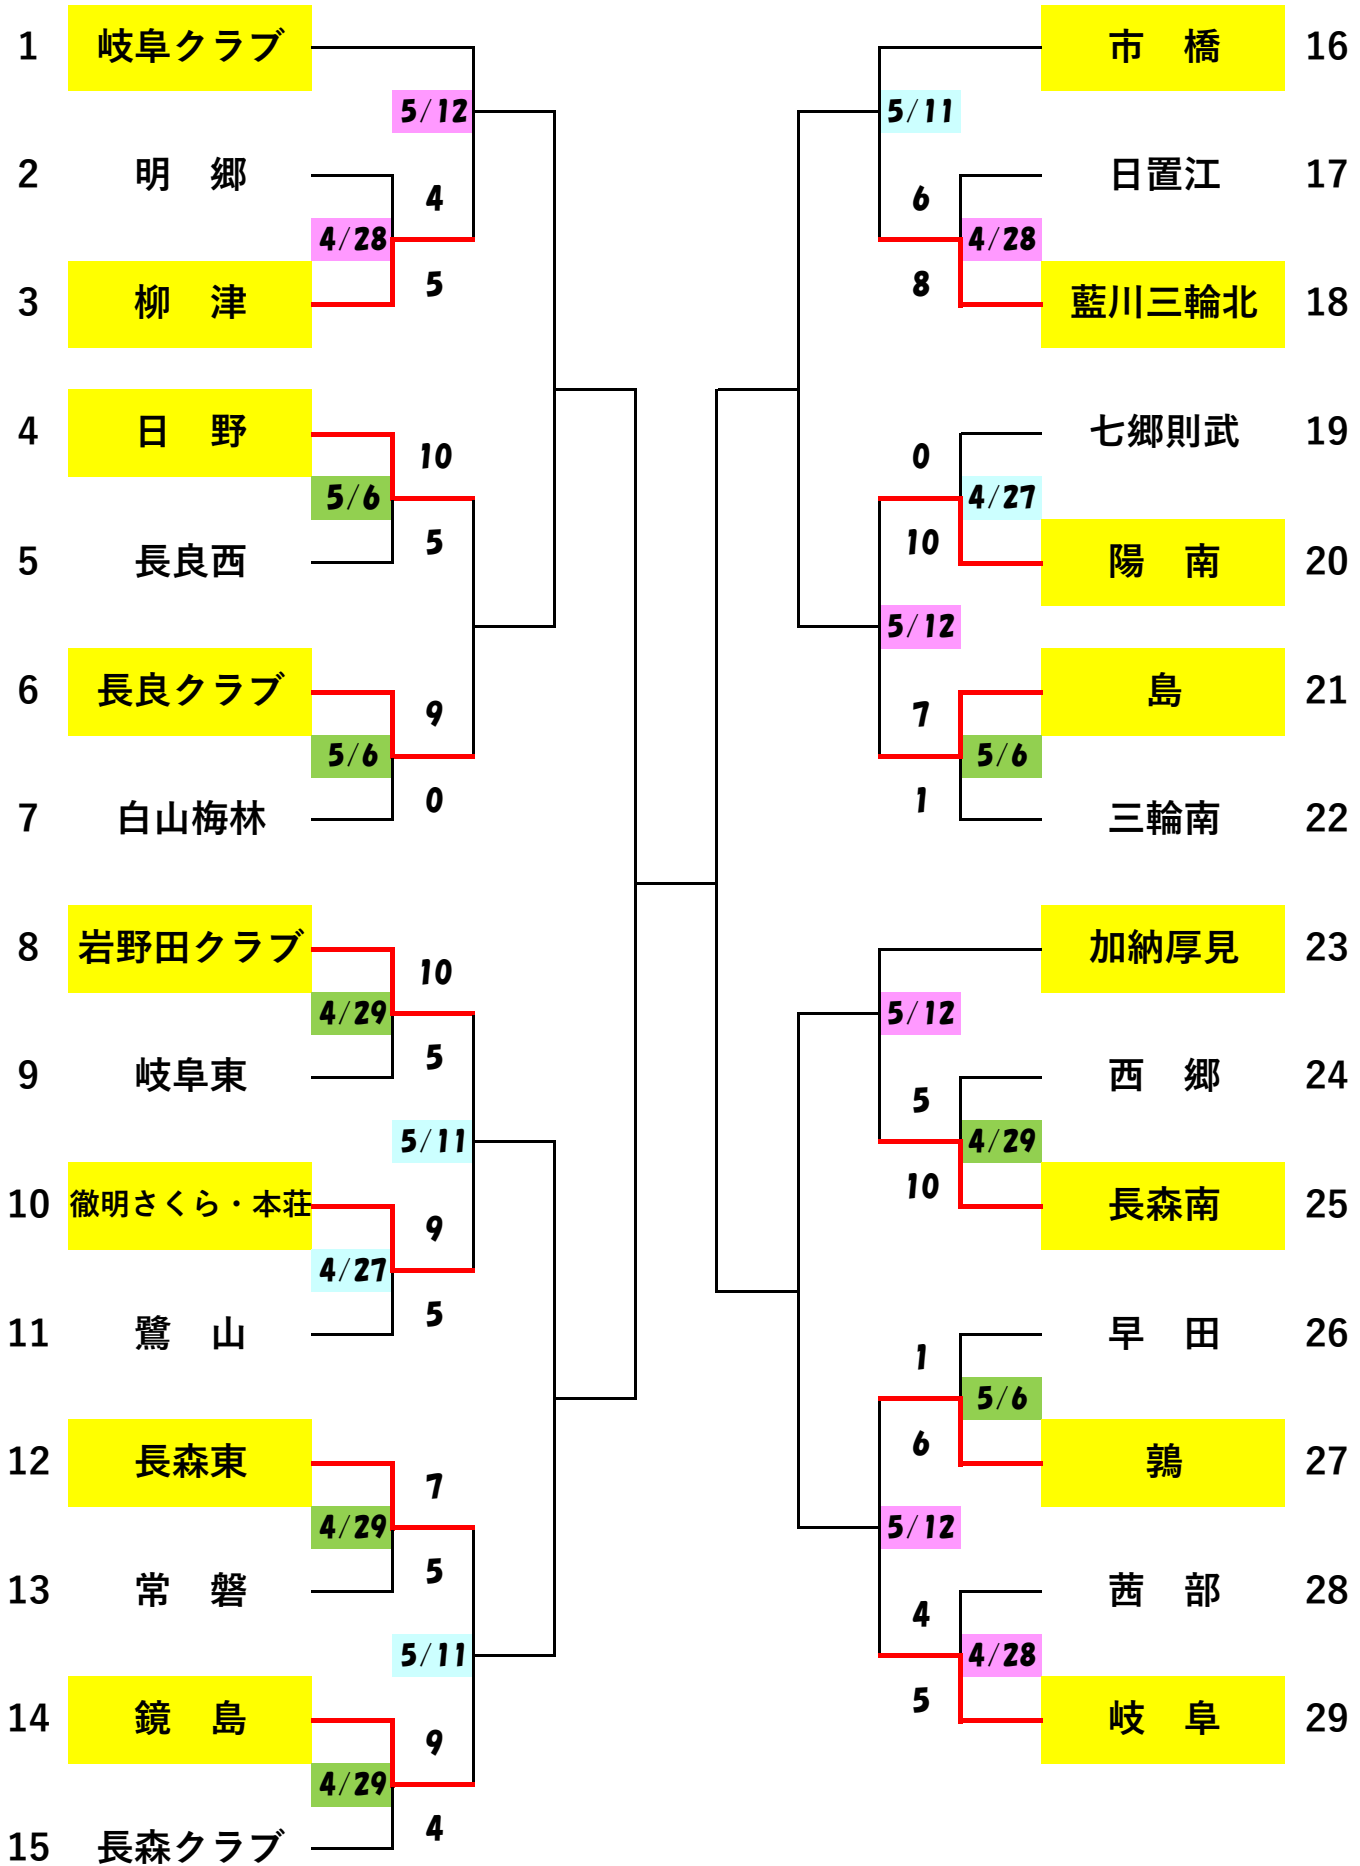 1 岐阜クラブ
5/12
2 明　郷
4
4/28
5
3 柳　津
4 日　野
10
5/6
5
5 長良西
6 長良クラブ
9
5/6
0
7 白山梅林
8 岩野田クラブ
10
4/29
5
9 岐阜東
5/11
10 徹明さくら・本荘
9
4/27
5
11 鷺　山
12 長森東
7
4/29
5
13 常　磐
5/11
14 鏡　島
9
4/29
4
15 長森クラブ
市　橋 16
5/11
日置江 17
6
4/28
8
藍川三輪北 18
七郷則武 19
0
4/27
10
陽　南 20
5/12
島 21
7
5/6
1
三輪南 22
加納厚見 23
5/12
西　郷 24
5
4/29
10
長森南 25
早　田 26
1
5/6
6
鶉 27
5/12
茜　部 28
4
4/28
5
岐　阜 29